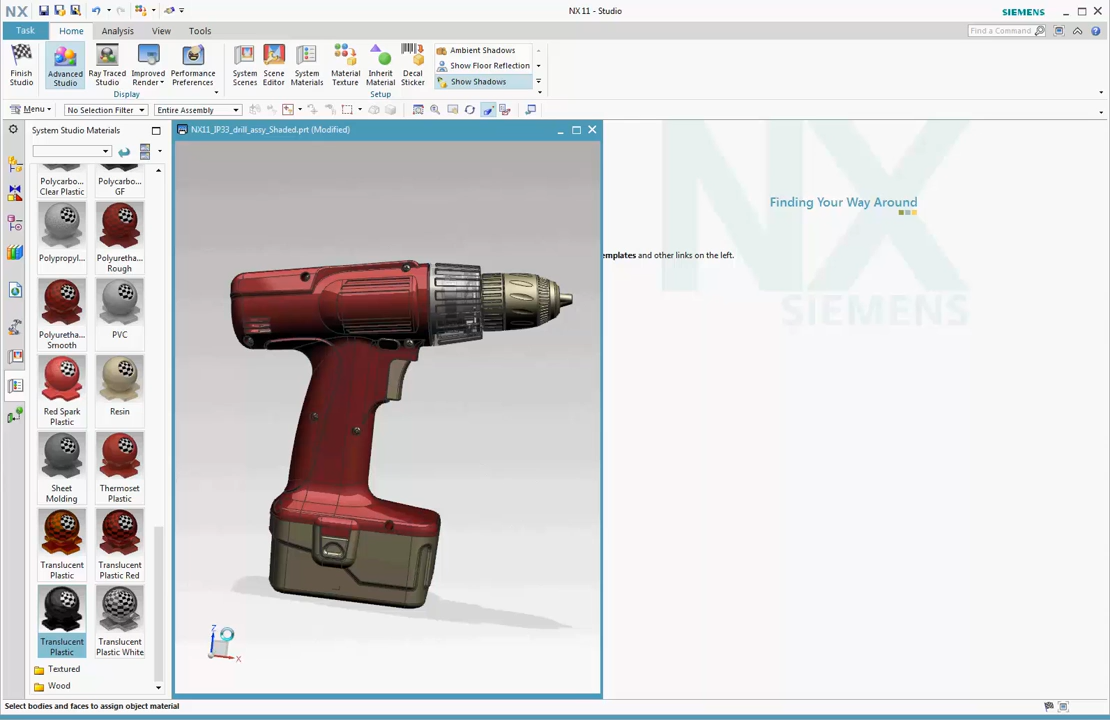 NX
NX 11 - Studio
SIEMENS
Task
Home
Analysis
View
Tools
Find a Command
Finish Studio
Advanced Studio
Ray Traced Studio
Improved Render
Performance Preferences
Display
System Scenes
Scene Editor
System Materials
Material Texture
Inherit Material
Decal Sticker
Ambient Shadows
Show Floor Reflection
Show Shadows
Setup
Menu
No Selection Filter
Entire Assembly
System Studio Materials
NX11_IP33_drill_assy_Shaded.prt (Modified)
Polycarbo... Clear Plastic
Polycarbo... GF
Polypropyl...
Polyuretha... Rough
Polyuretha... Smooth
PVC
Red Spark Plastic
Resin
Sheet Molding
Thermoset Plastic
Translucent Plastic
Translucent Plastic Red
Translucent Plastic
Translucent Plastic White
Textured
Wood
Z
X
NX
SIEMENS
Finding Your Way Around
emplates and other links on the left.
Select bodies and faces to assign object material